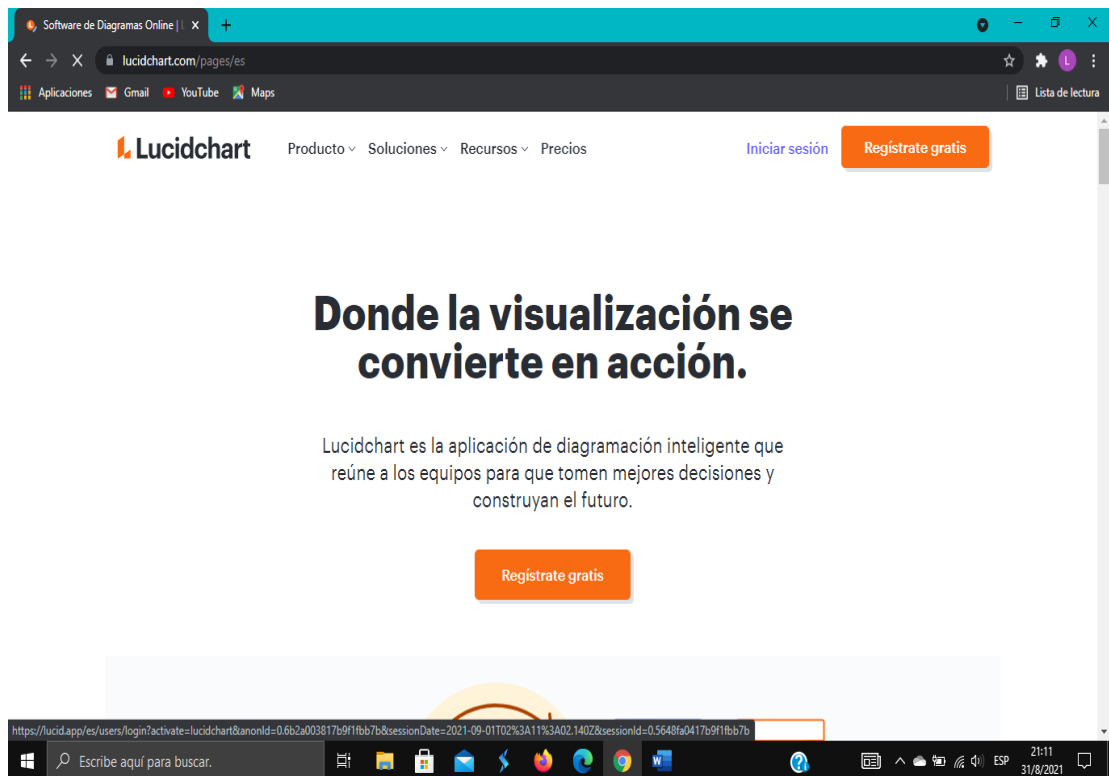 Software de Diagramas Online |
lucidchart.com/pages/es
Aplicaciones Gmail YouTube Maps Lista de lectura
Lucidchart Producto Soluciones Recursos Precios Iniciar sesión Regístrate gratis
Donde la visualización se
convierte en acción.
Lucidchart es la aplicación de diagramación inteligente que
reúne a los equipos para que tomen mejores decisiones y
construyan el futuro.
Regístrate gratis
https://lucid.app/es/users/login?activate=lucidchart&anonId=0.6b2a003817b9f1fbb7b&sessionDate=2021-09-01T02%3A11%3A02.140Z&sessionId=0.5648fa0417b9f1fbb7b
Escribe aquí para buscar. ESP 21:11
31/8/2021